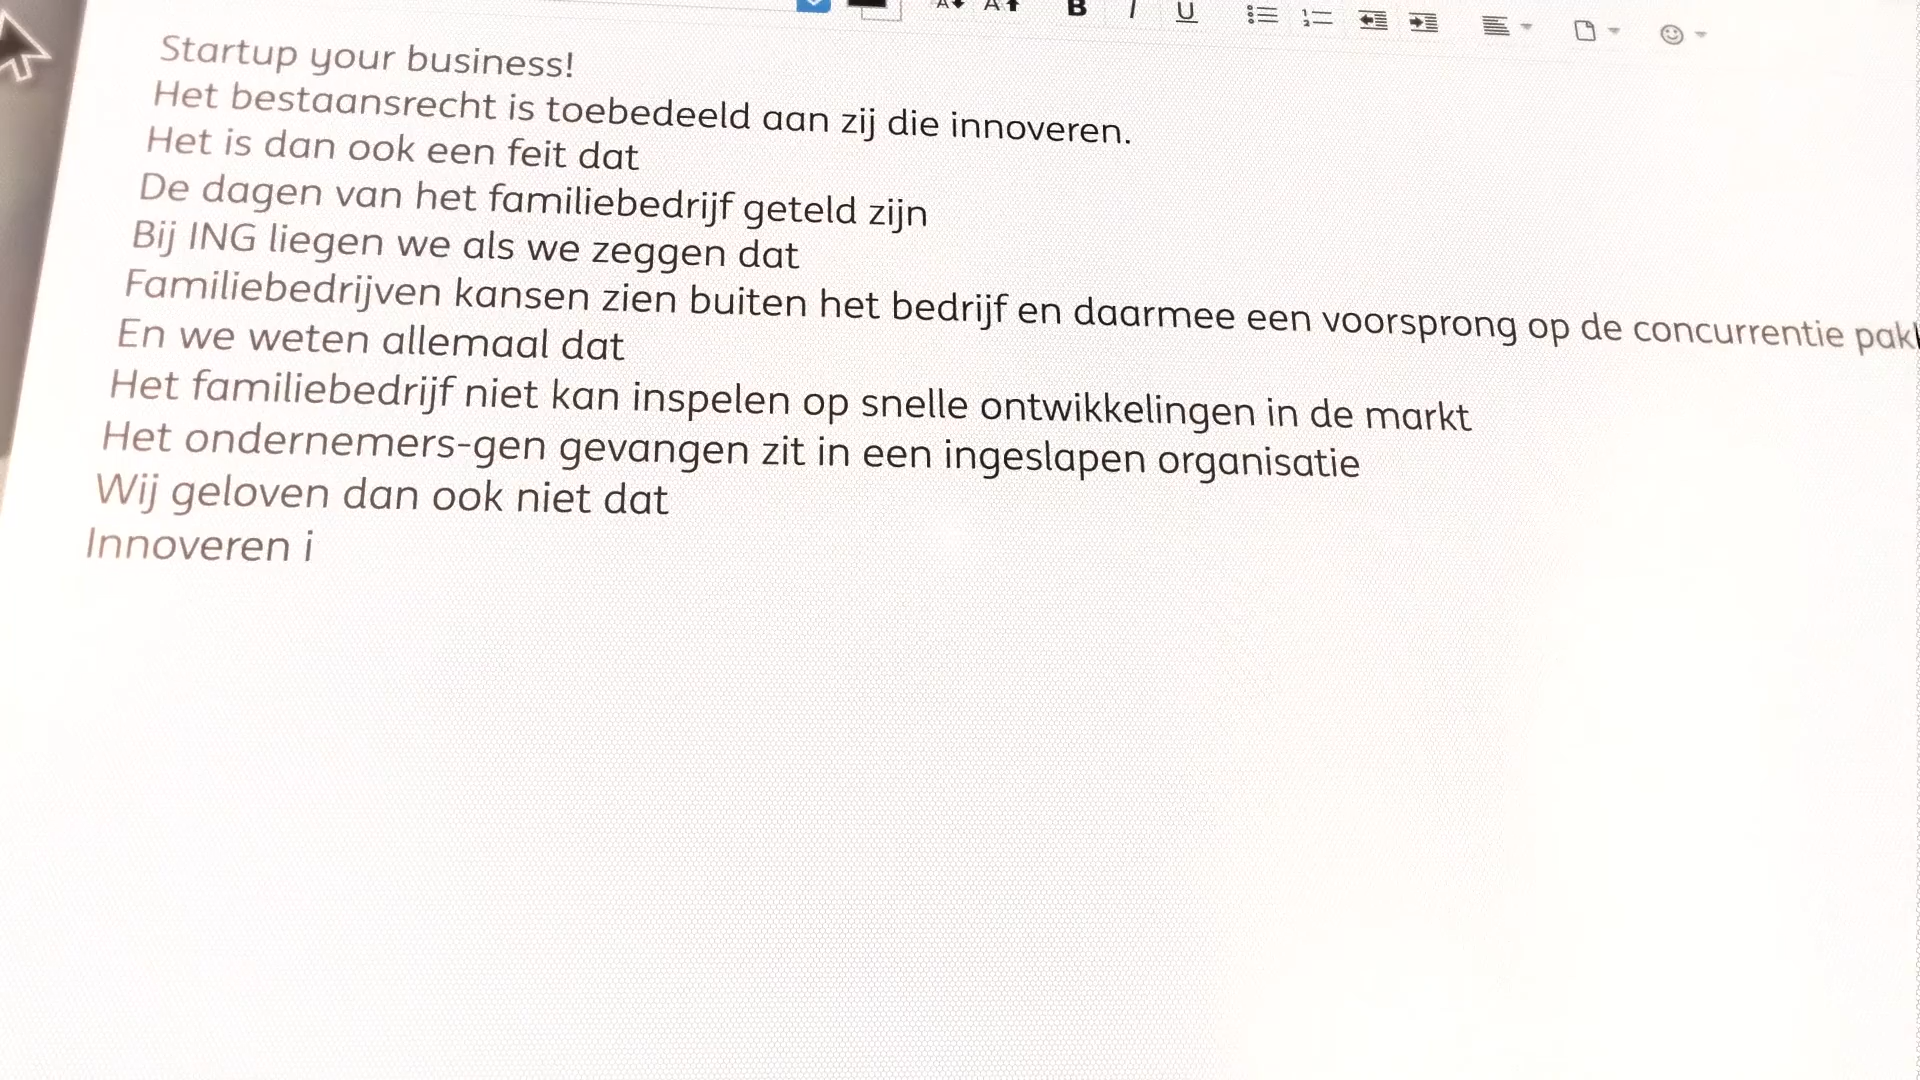 Startup your business!
Het bestaansrecht is toebedeeld aan zij die innoveren.
Het is dan ook een feit dat
De dagen van het familiebedrijf geteld zijn
Bij ING liegen we als we zeggen dat
Familiebedrijven kansen zien buiten het bedrijf en daarmee een voorsprong op de concurrentie
En we weten allemaal dat
Het familiebedrijf niet kan inspelen op snelle ontwikkelingen in de markt
Het ondernemers-gen gevangen zit in een ingeslapen organisatie
Wij geloven dan ook niet dat
Innoveren i